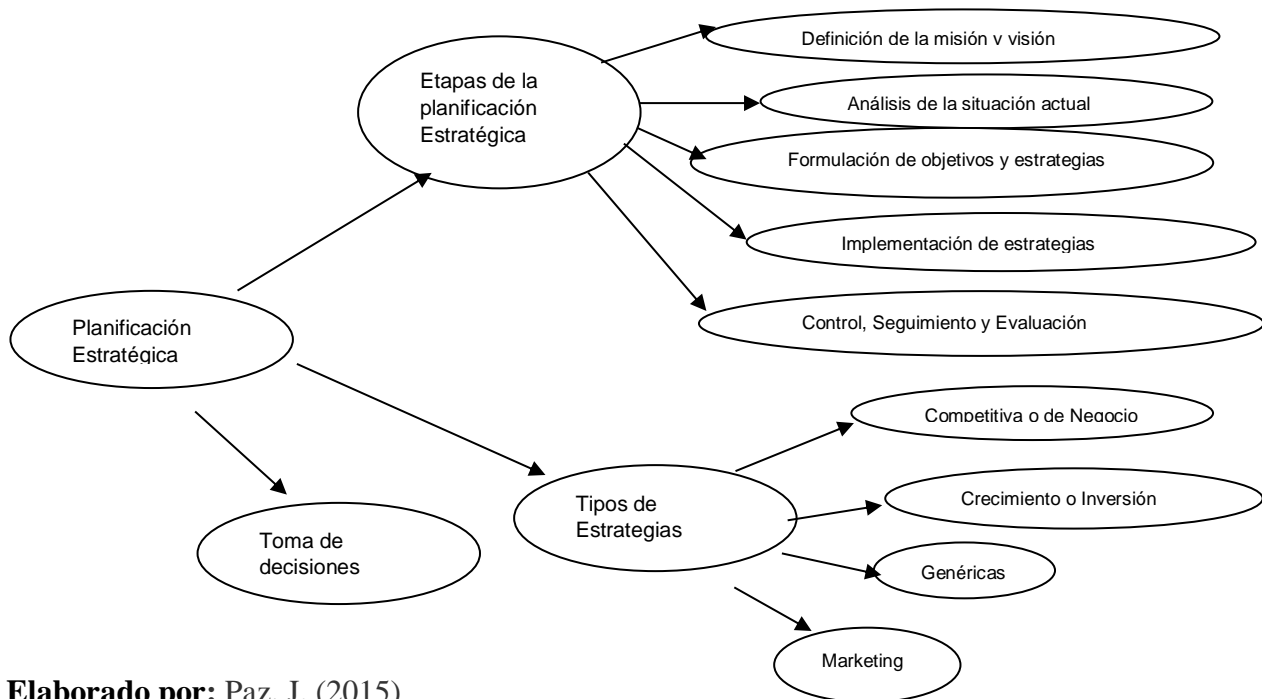 Definición de la misión y visión
Etapas de la
planificación
Estratégica
Análisis de la situación actual
Formulación de objetivos y estrategias
Implementación de estrategias
Control, Seguimiento y Evaluación
Planificación
Estratégica
Competitiva o de Negocio
Crecimiento o Inversión
Tipos de
Estrategias
Toma de
decisiones
Genéricas
Marketing
Elaborado por: Paz, J. (2015)